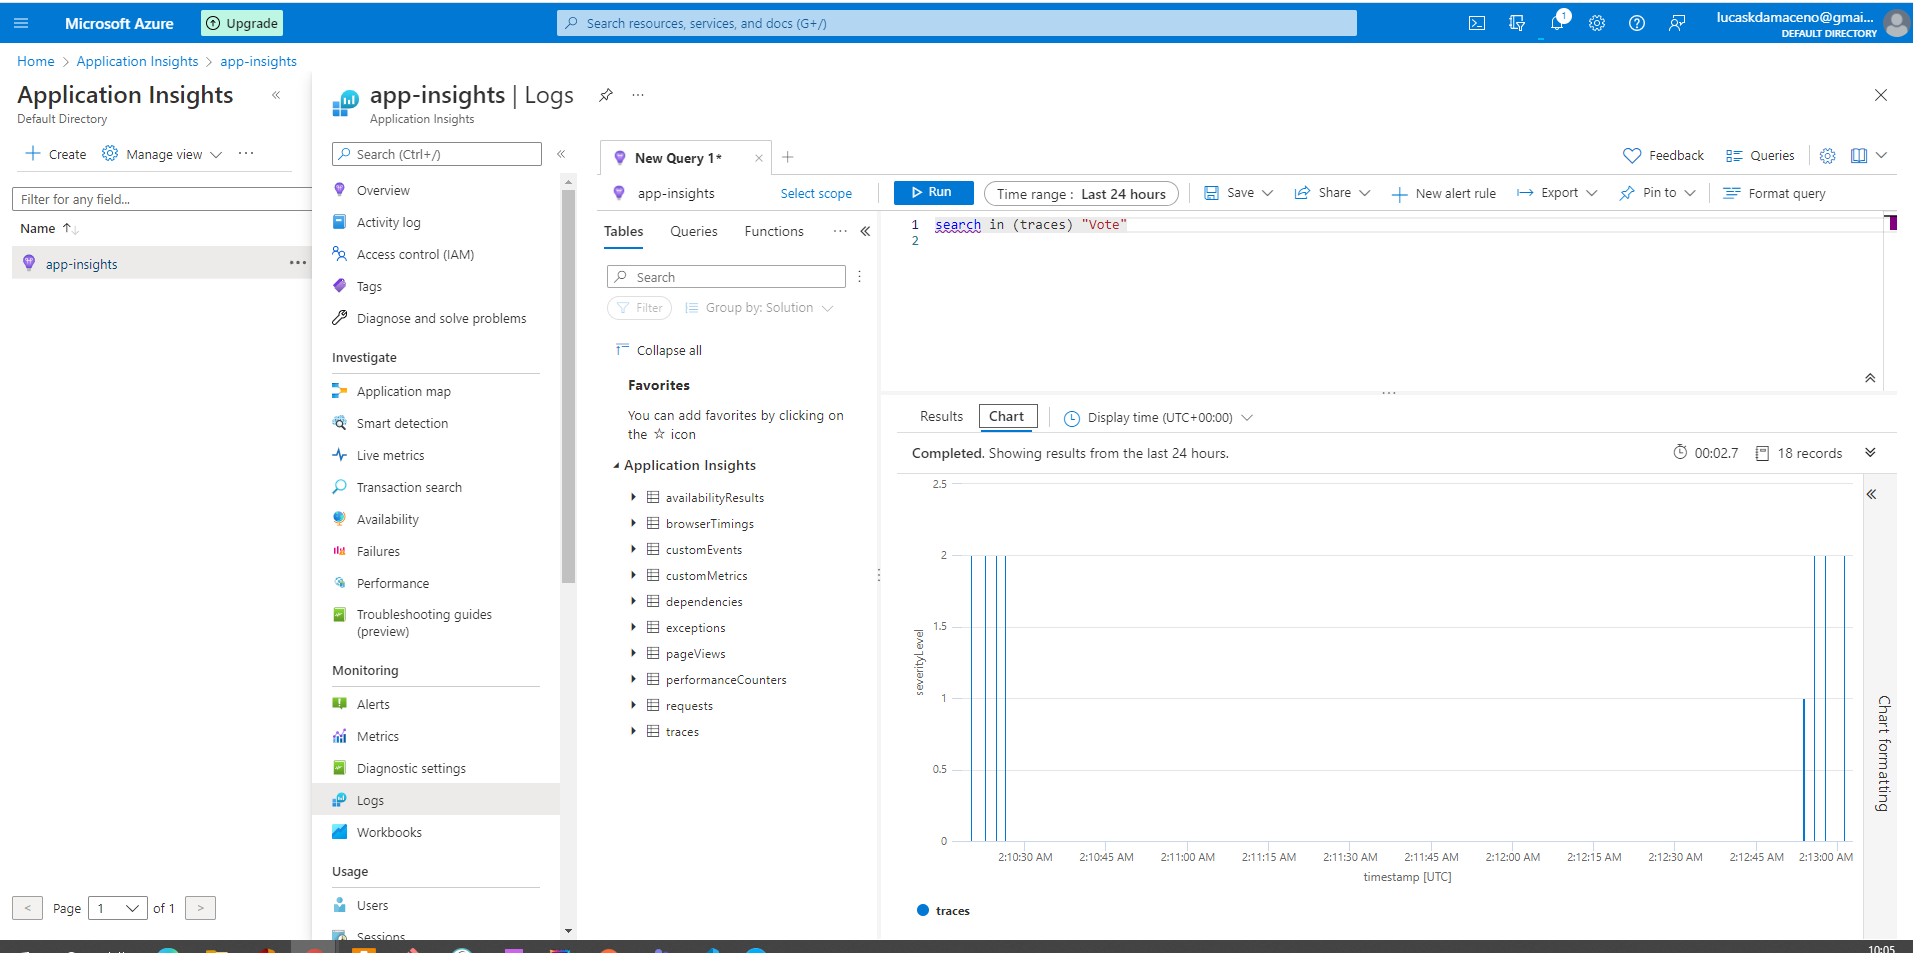 Microsoft Azure
Upgrade
Search resources, services, and docs (G+/)
1
lucaskdamaceno@gmai...
DEFAULT DIRECTORY
Home > Application Insights > app-insights
Application Insights
Default Directory
Create
Manage view
Filter for any field...
Name
app-insights
Page 1 of 1
app-insights | Logs
Application Insights
Search (Ctrl+/)
Overview
Activity log
Access control (IAM)
Tags
Diagnose and solve problems
Investigate
Application map
Smart detection
Live metrics
Transaction search
Availability
Failures
Performance
Troubleshooting guides
(preview)
Monitoring
Alerts
Metrics
Diagnostic settings
Logs
Workbooks
Usage
Users
Sessions
New Query 1*
Feedback
Queries
app-insights
Select scope
Run
Time range : Last 24 hours
Save
Share
New alert rule
Export
Pin to
Format query
Tables
Queries
Functions
Search
Filter
Group by: Solution
Collapse all
Favorites
You can add favorites by clicking on
the ☆ icon
Application Insights
availabilityResults
browserTimings
customEvents
customMetrics
dependencies
exceptions
pageViews
performanceCounters
requests
traces
1 search in (traces) "Vote"
2
Results
Chart
Display time (UTC+00:00)
Completed. Showing results from the last 24 hours.
00:02.7
18 records
2.5
2
1.5
1
0.5
0
severityLevel
2:10:30 AM 2:10:45 AM 2:11:00 AM 2:11:15 AM 2:11:30 AM 2:11:45 AM 2:12:00 AM 2:12:15 AM 2:12:30 AM 2:12:45 AM 2:13:00 AM
timestamp [UTC]
traces
Chart formatting
10:05